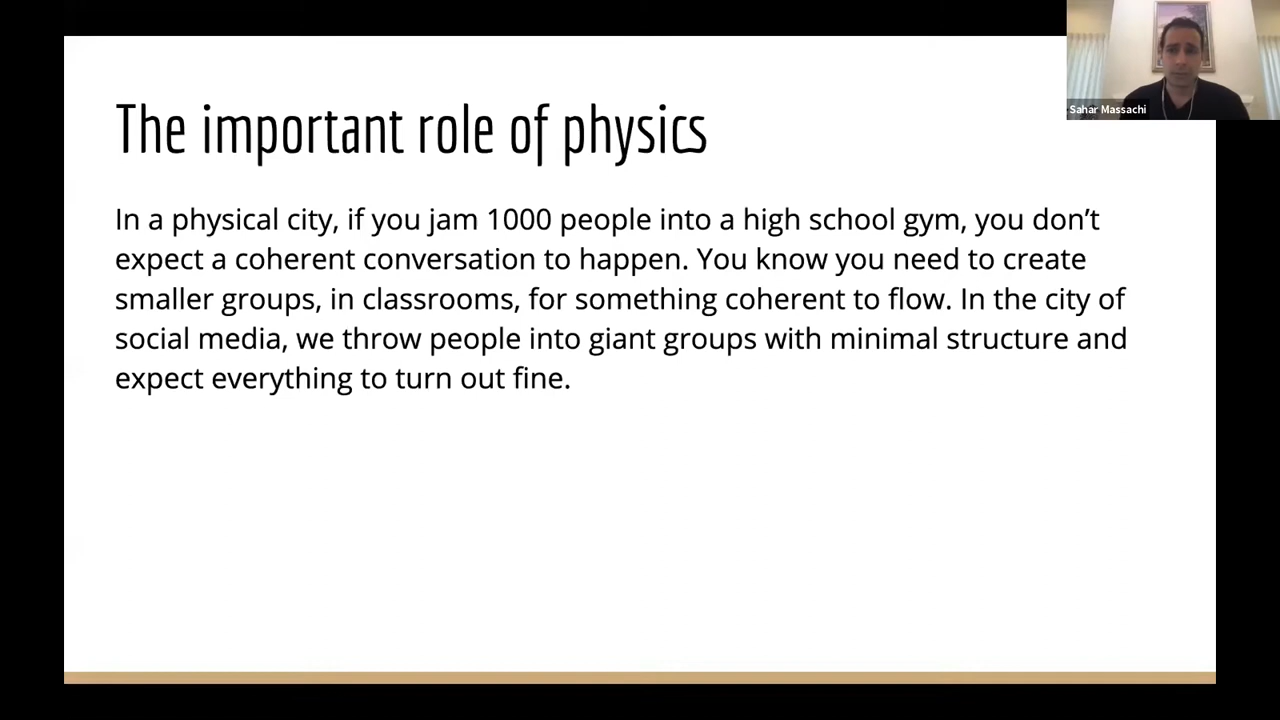 Sahar Massachi
The important role of physics
In a physical city, if you jam 1000 people into a high school gym, you don’t
expect a coherent conversation to happen. You know you need to create
smaller groups, in classrooms, for something coherent to flow. In the city of
social media, we throw people into giant groups with minimal structure and
expect everything to turn out fine.